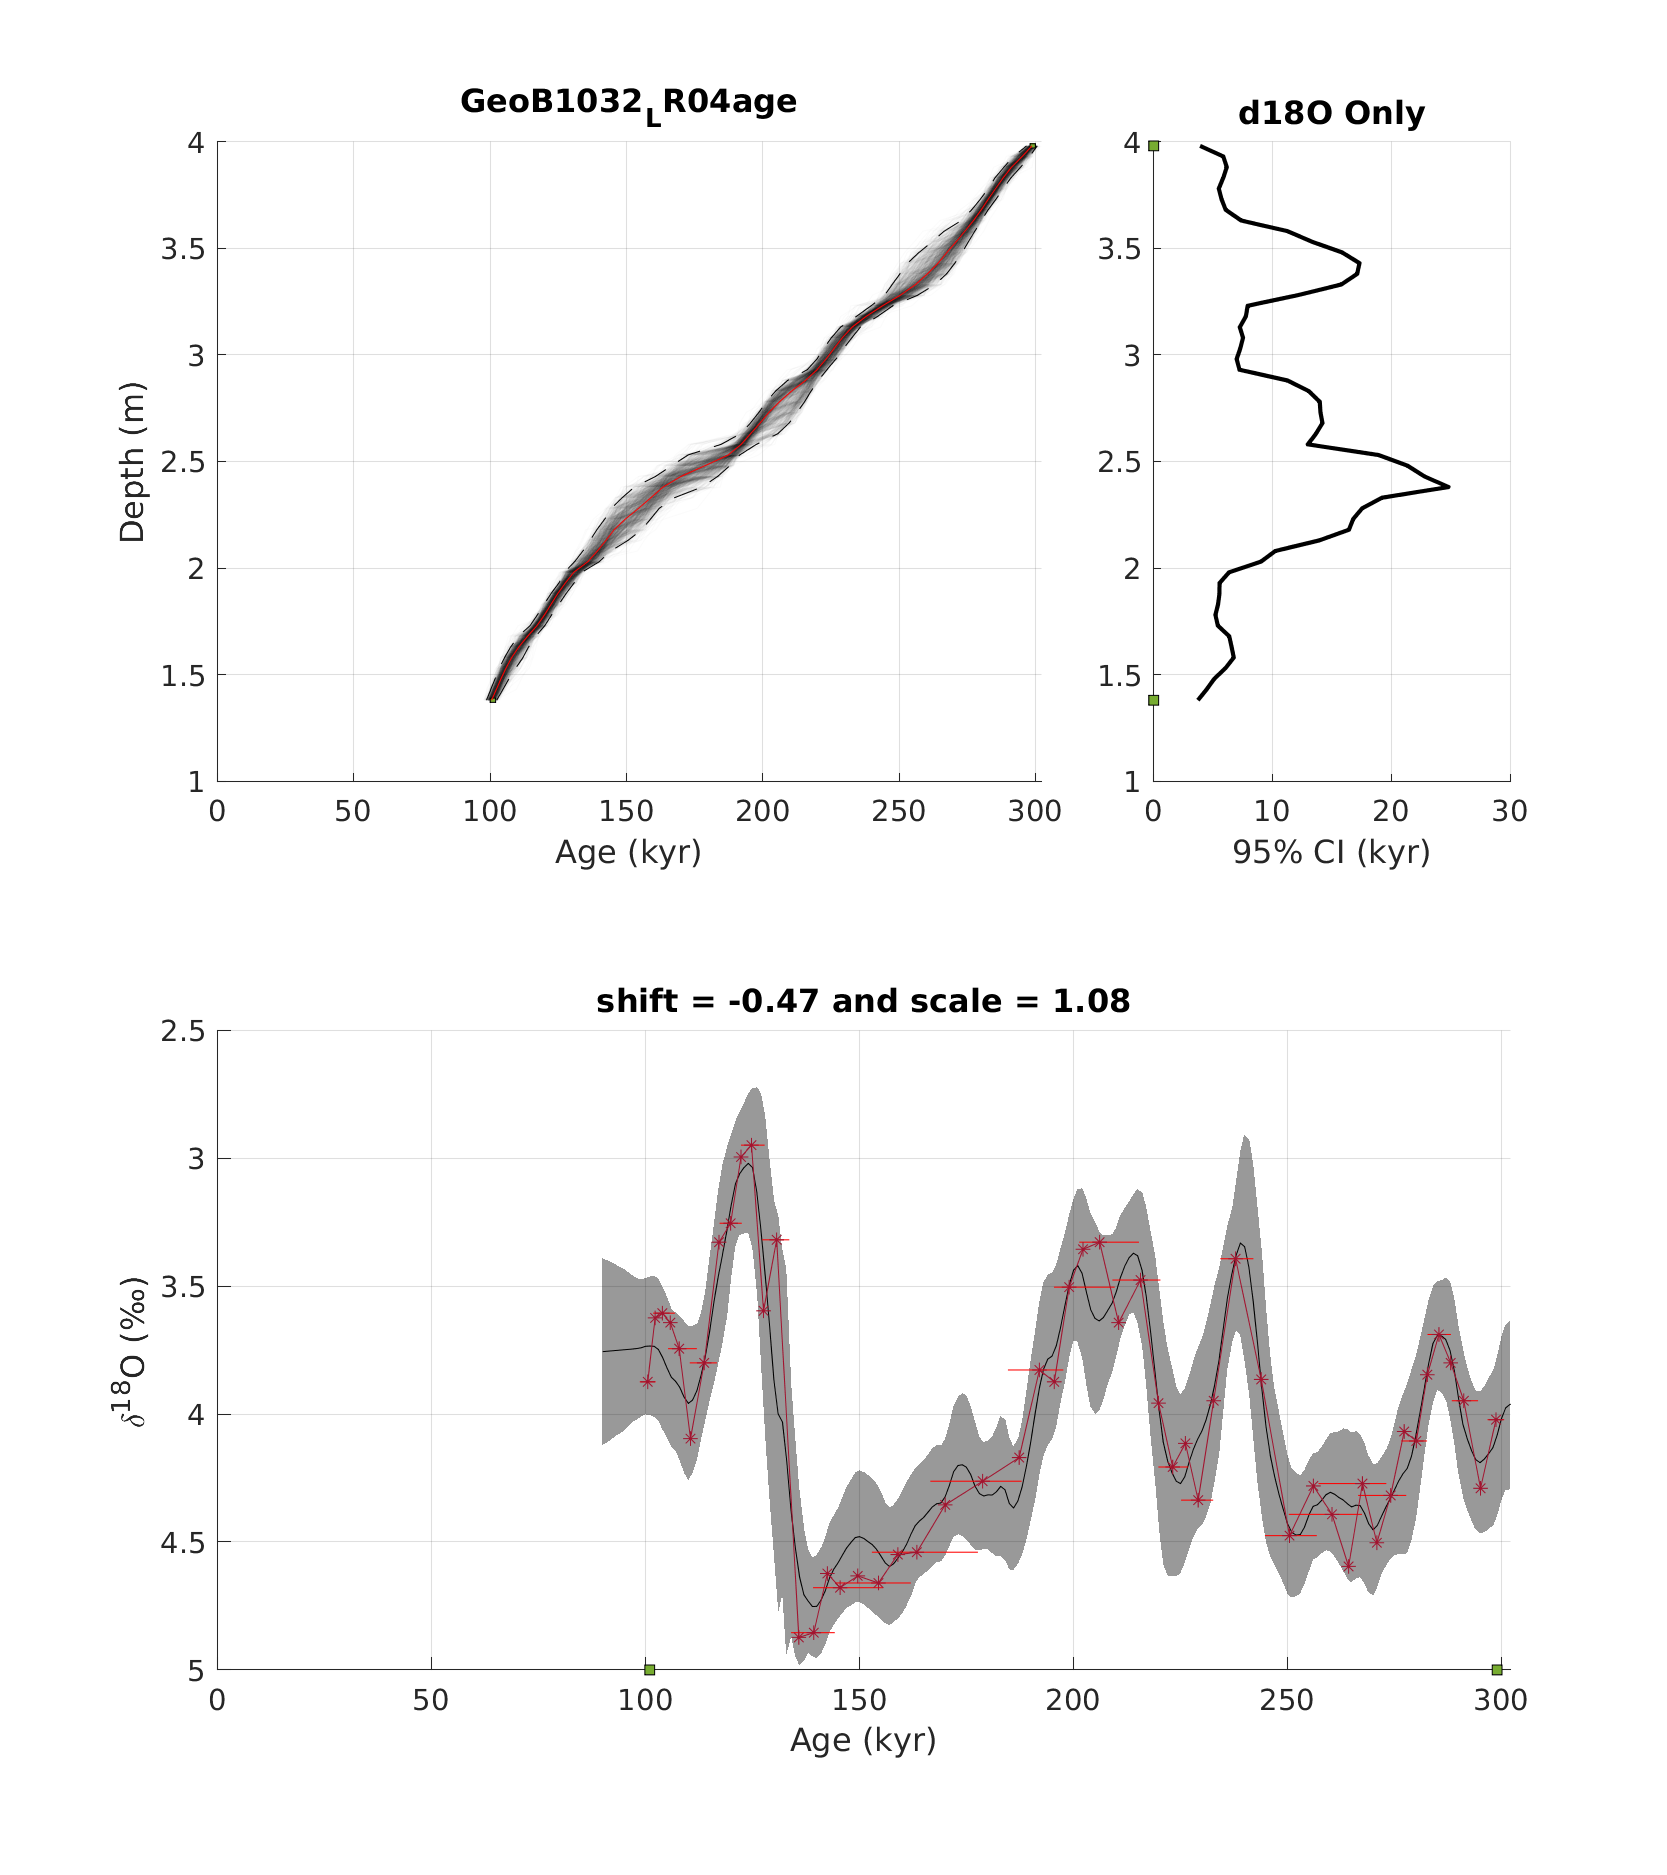 GeoB1032LR04age
d18O Only
4
3.5
3
2.5
2
1.5
1
Depth (m)
0 50 100 150 200 250 300
Age (kyr)
4
3.5
3
2.5
2
1.5
1
0 10 20 30
95% CI (kyr)
shift = -0.47 and scale = 1.08
2.5
3
3.5
4
4.5
5
δ18O (‰)
0 50 100 150 200 250 300
Age (kyr)